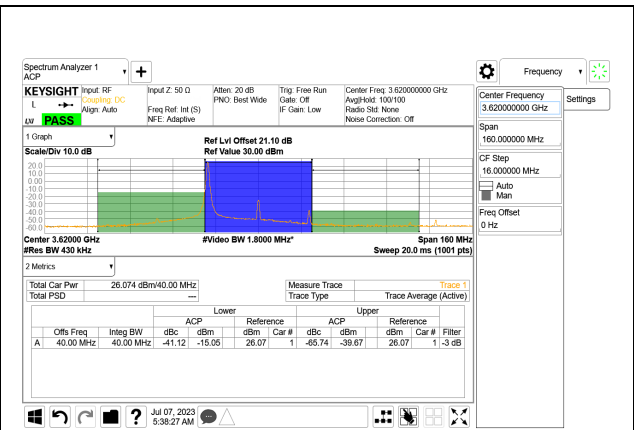 Spectrum Analyzer 1
ACP
Frequency
KEYSIGHT
L
LXI
PASS
Input: RF
Coupling: DC
Align: Auto
Input Z: 50 Ω
Freq Ref: Int (S)
NFE: Adaptive
Atten: 20 dB
PNO: Best Wide
Trig: Free Run
Gate: Off
IF Gain: Low
Center Freq: 3.620000000 GHz
Avg|Hold: 100/100
Radio Std: None
Noise Correction: Off
Center Frequency
3.620000000 GHz
Settings
Span
160.000000 MHz
CF Step
16.000000 MHz
Auto
Man
Freq Offset
0 Hz
1 Graph
Scale/Div 10.0 dB
Ref Lvl Offset 21.10 dB
Ref Value 30.00 dBm
20.0
10.0
0.00
-10.0
-20.0
-30.0
-40.0
-50.0
-60.0
Center 3.62000 GHz
#Res BW 430 kHz
#Video BW 1.8000 MHz*
Span 160 MHz
Sweep 20.0 ms (1001 pts)
2 Metrics
Total Car Pwr 26.074 dBm/40.00 MHz
Total PSD ---
Measure Trace Trace 1
Trace Type Trace Average (Active)
Lower Upper
ACP Reference ACP Reference
Offs Freq Integ BW dBc dBm dBm Car # dBc dBm dBm Car # Filter
A 40.00 MHz 40.00 MHz -41.12 -15.05 26.07 1 -65.74 -39.67 26.07 1 -3 dB
?
Jul 07, 2023
5:38:27 AM